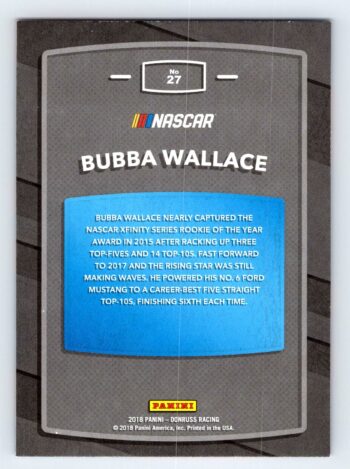 No
27
NASCAR
BUBBA WALLACE
BUBBA WALLACE NEARLY CAPTURED THE
NASCAR XFINITY SERIES ROOKIE OF THE YEAR
AWARD IN 2015 AFTER RACKING UP THREE
TOP-FIVES AND 14 TOP-10S. FAST FORWARD
TO 2017 AND THE RISING STAR WAS STILL
MAKING WAVES. HE POWERED HIS NO. 6 FORD
MUSTANG TO A CAREER-BEST FIVE STRAIGHT
TOP-10S, FINISHING SIXTH EACH TIME.
PANINI
2018 PANINI – DONRUSS RACING
© 2018 Panini America, Inc. Printed in the USA.